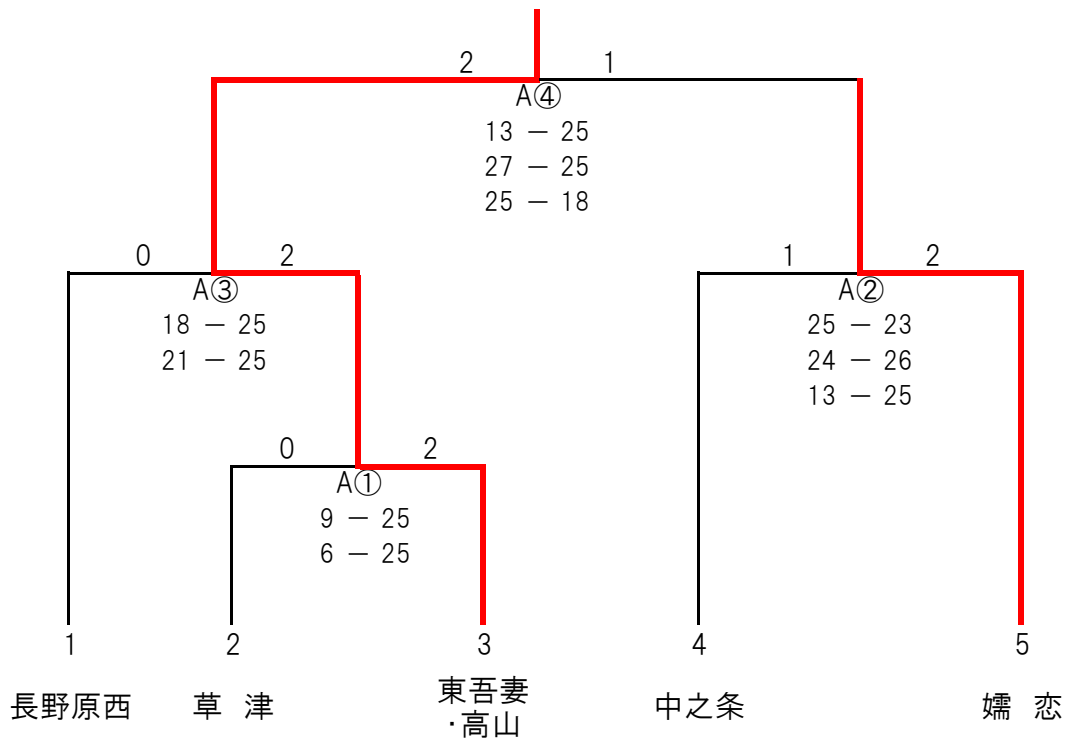 2 1
A④
13 － 25
27 － 25
25 － 18
0 2
A③
18 － 25
21 － 25
1 2
A②
25 － 23
24 － 26
13 － 25
0 2
A①
9 － 25
6 － 25
1 2 3 4 5
長野原西
草 津
東吾妻
・高山
中之条
嬬 恋